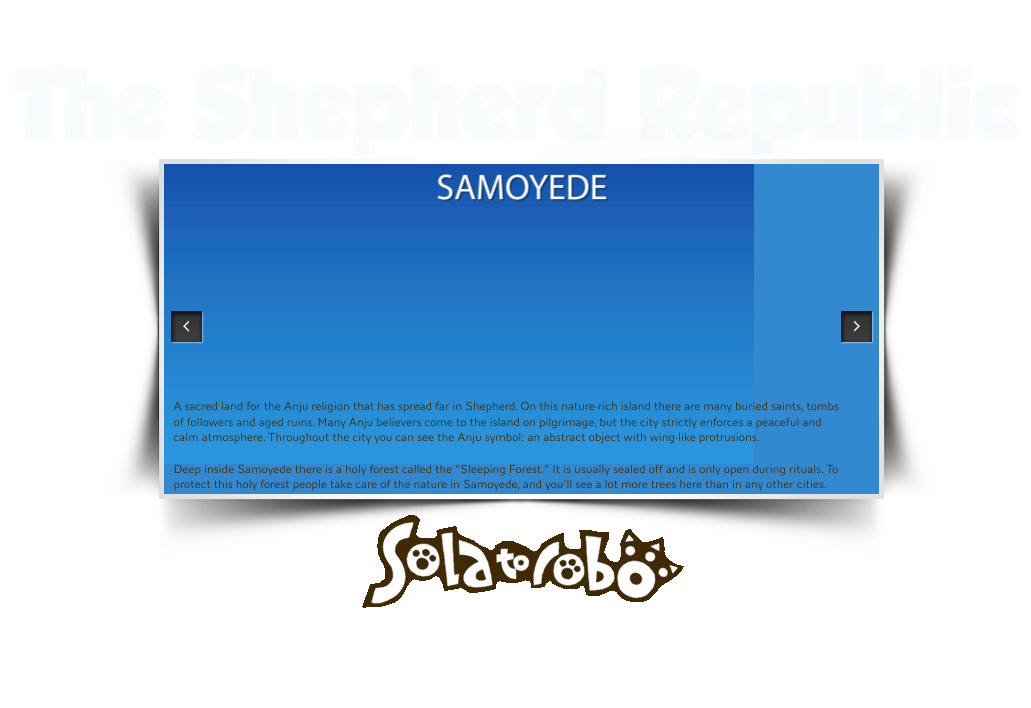 The Shepherd Republic
SAMOYEDE
A sacred land for the Anju religion that has spread far in Shepherd. On this nature-rich island there are many buried saints, tombs
of followers and aged ruins. Many Anju believers come to the island on pilgrimage, but the city strictly enforces a peaceful and
calm atmosphere. Throughout the city you can see the Anju symbol: an abstract object with wing-like protrusions.
Deep inside Samoyede there is a holy forest called the "Sleeping Forest." It is usually sealed off and is only open during rituals. To
protect this holy forest people take care of the nature in Samoyede, and you'll see a lot more trees here than in any other cities.
Solatorobo